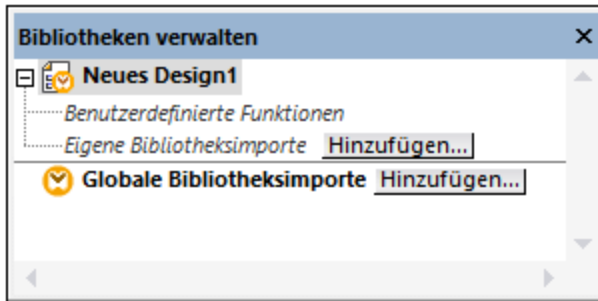 Bibliotheken verwalten
Neues Design1
Benutzerdefinierte Funktionen
Eigene Bibliotheksimporte Hinzufügen...
Globale Bibliotheksimporte Hinzufügen...